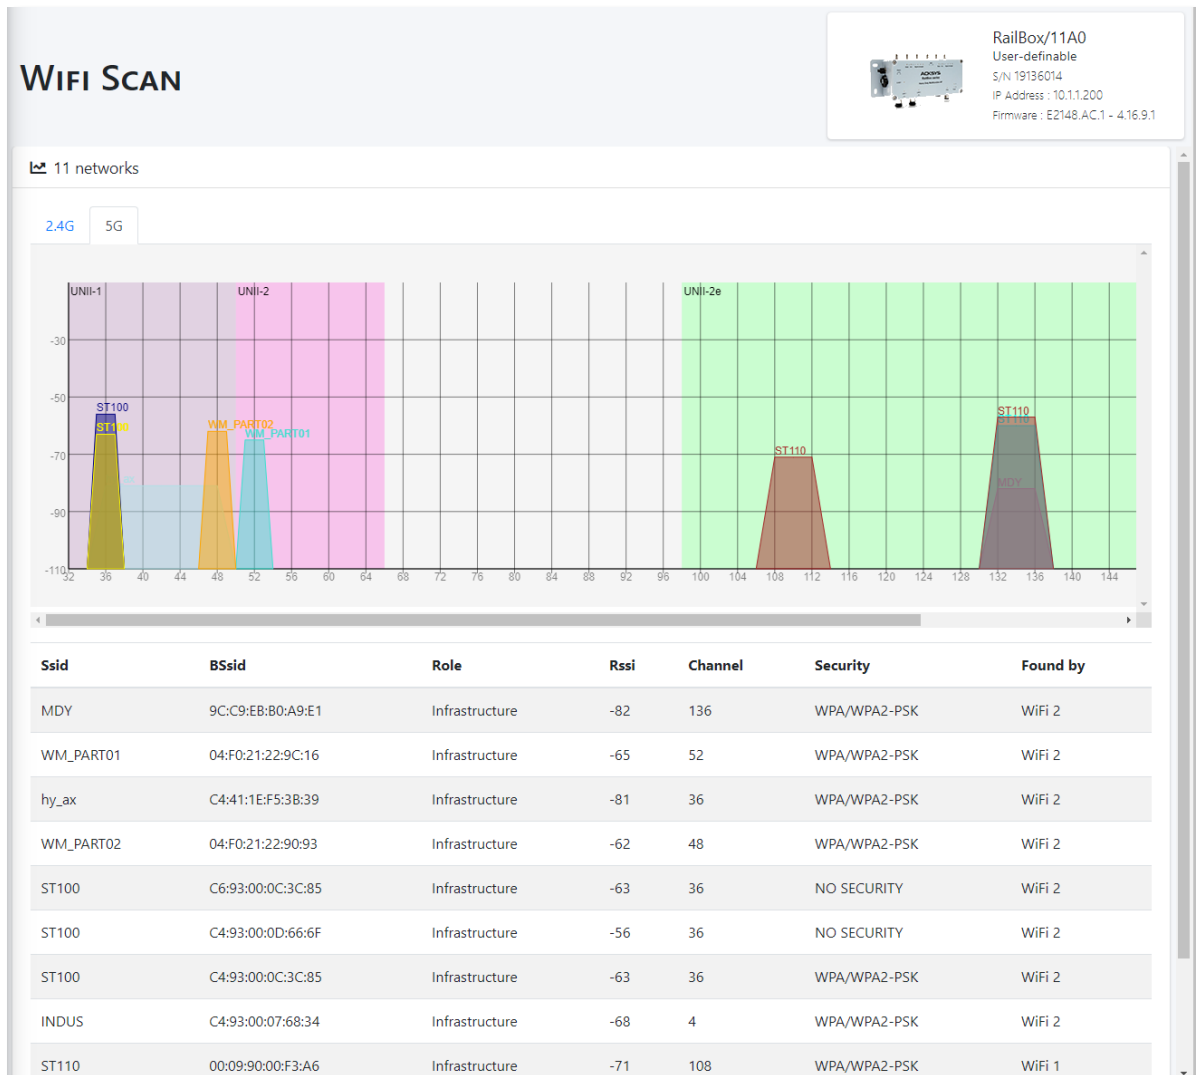 WIFI SCAN
RailBox/11A0
User-definable
S/N 19136014
IP Address : 10.1.1.200
Firmware : E2148.AC.1 - 4.16.9.1
ACKSYS
11 networks
2.4G 5G
UNII-1 UNII-2 UNII-2e
-30
-50
ST100 ST110
ST100 WM_PART02 ST110
WM_PART01
-70
ST110
MDY
-90
-110
32 36 40 44 48 52 56 60 64 68 72 76 80 84 88 92 96 100 104 108 112 116 120 124 128 132 136 140 144
Ssid BSsid Role Rssi Channel Security Found by
MDY 9C:C9:EB:B0:A9:E1 Infrastructure -82 136 WPA/WPA2-PSK WiFi 2
WM_PART01 04:F0:21:22:9C:16 Infrastructure -65 52 WPA/WPA2-PSK WiFi 2
hy_ax C4:41:1E:F5:3B:39 Infrastructure -81 36 WPA/WPA2-PSK WiFi 2
WM_PART02 04:F0:21:22:90:93 Infrastructure -62 48 WPA/WPA2-PSK WiFi 2
ST100 C6:93:00:0C:3C:85 Infrastructure -63 36 NO SECURITY WiFi 2
ST100 C4:93:00:0D:66:6F Infrastructure -56 36 NO SECURITY WiFi 2
ST100 C4:93:00:0C:3C:85 Infrastructure -63 36 WPA/WPA2-PSK WiFi 2
INDUS C4:93:00:07:68:34 Infrastructure -68 4 WPA/WPA2-PSK WiFi 2
ST110 00:09:90:00:F3:A6 Infrastructure -71 108 WPA/WPA2-PSK WiFi 1